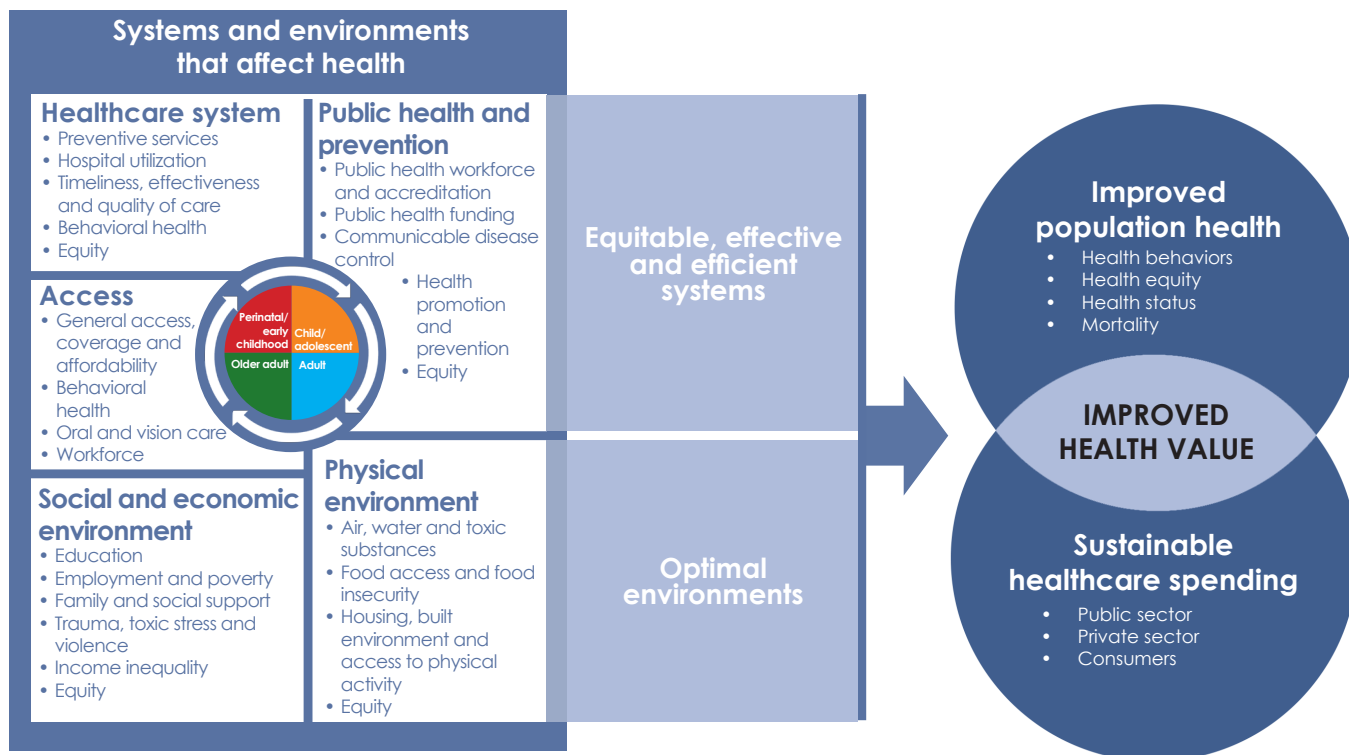 Systems and environments
that affect health
Healthcare system
• Preventive services
• Hospital utilization
• Timeliness, effectiveness
and quality of care
• Behavioral health
• Equity
Public health and
prevention
• Public health workforce
and accreditation
• Public health funding
• Communicable disease
control
• Health
promotion
and
prevention
• Equity
Access
• General access,
coverage and
affordability
• Behavioral
health
• Oral and vision care
• Workforce
Perinatal/
early
childhood
Child/
adolescent
Older adult
Adult
Social and economic
environment
• Education
• Employment and poverty
• Family and social support
• Trauma, toxic stress and
violence
• Income inequality
• Equity
Physical
environment
• Air, water and toxic
substances
• Food access and food
insecurity
• Housing, built
environment and
access to physical
activity
• Equity
Equitable, effective
and efficient
systems
Optimal
environments
Improved
population health
• Health behaviors
• Health equity
• Health status
• Mortality
IMPROVED
HEALTH VALUE
Sustainable
healthcare spending
• Public sector
• Private sector
• Consumers